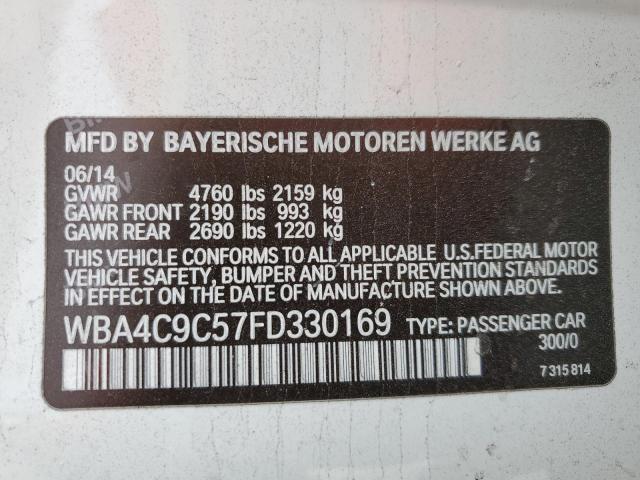 MFD BY BAYERISCHE MOTOREN WERKE AG
06/14
GVWR 4760 lbs 2159 kg
GAWR FRONT 2190 lbs 993 kg
GAWR REAR 2690 lbs 1220 kg
THIS VEHICLE CONFORMS TO ALL APPLICABLE U.S.FEDERAL MOTOR
VEHICLE SAFETY, BUMPER AND THEFT PREVENTION STANDARDS
IN EFFECT ON THE DATE OF MANUFACTURE SHOWN ABOVE.
WBA4C9C57FD330169 TYPE: PASSENGER CAR
300/0
7 315 814